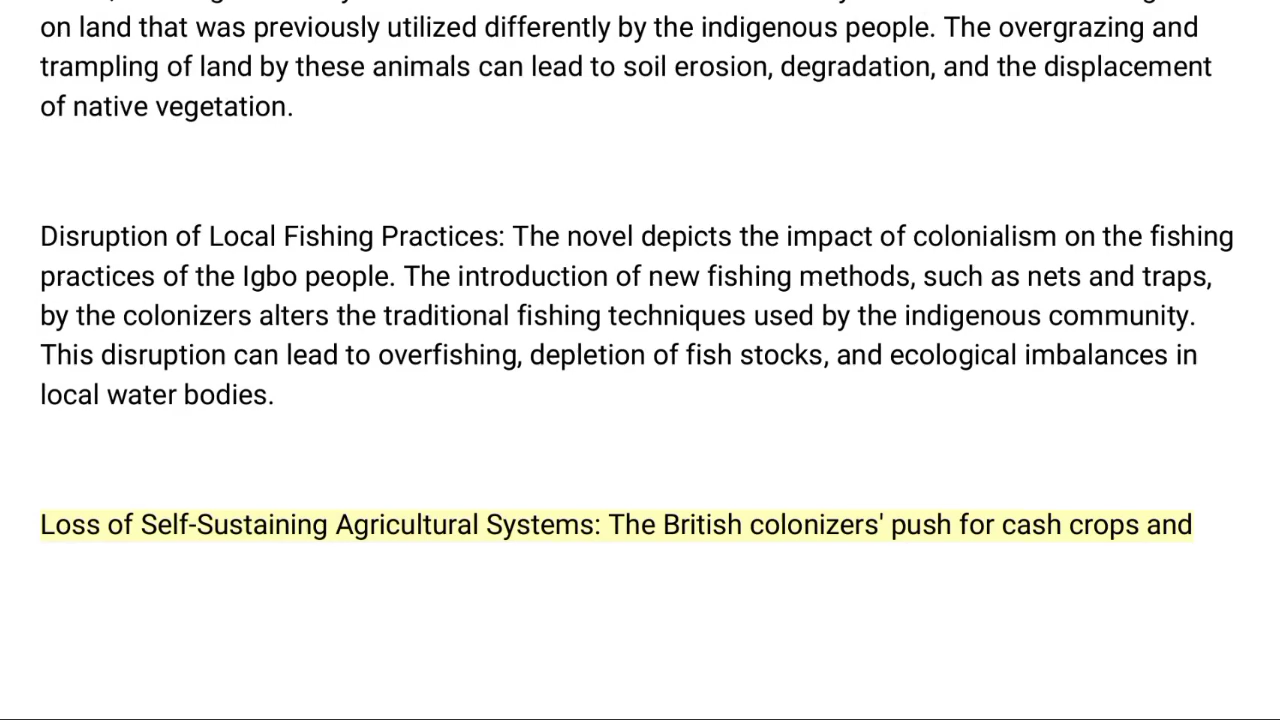 on land that was previously utilized differently by the indigenous people. The overgrazing and
trampling of land by these animals can lead to soil erosion, degradation, and the displacement
of native vegetation.
Disruption of Local Fishing Practices: The novel depicts the impact of colonialism on the fishing
practices of the Igbo people. The introduction of new fishing methods, such as nets and traps,
by the colonizers alters the traditional fishing techniques used by the indigenous community.
This disruption can lead to overfishing, depletion of fish stocks, and ecological imbalances in
local water bodies.
Loss of Self-Sustaining Agricultural Systems: The British colonizers' push for cash crops and